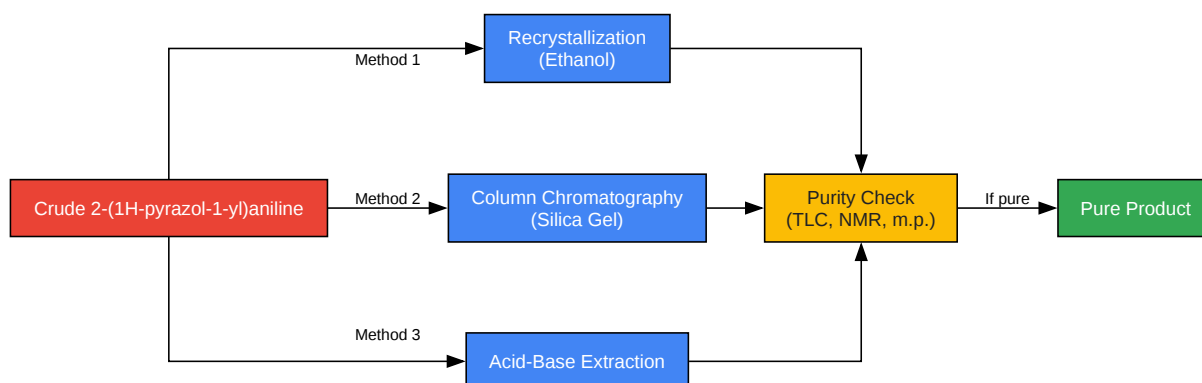 Recrystallization
(Ethanol)
Method 1
Crude 2-(1H-pyrazol-1-yl)aniline
Method 2
Column Chromatography
(Silica Gel)
Purity Check
(TLC, NMR, m.p.)
If pure
Pure Product
Method 3
Acid-Base Extraction